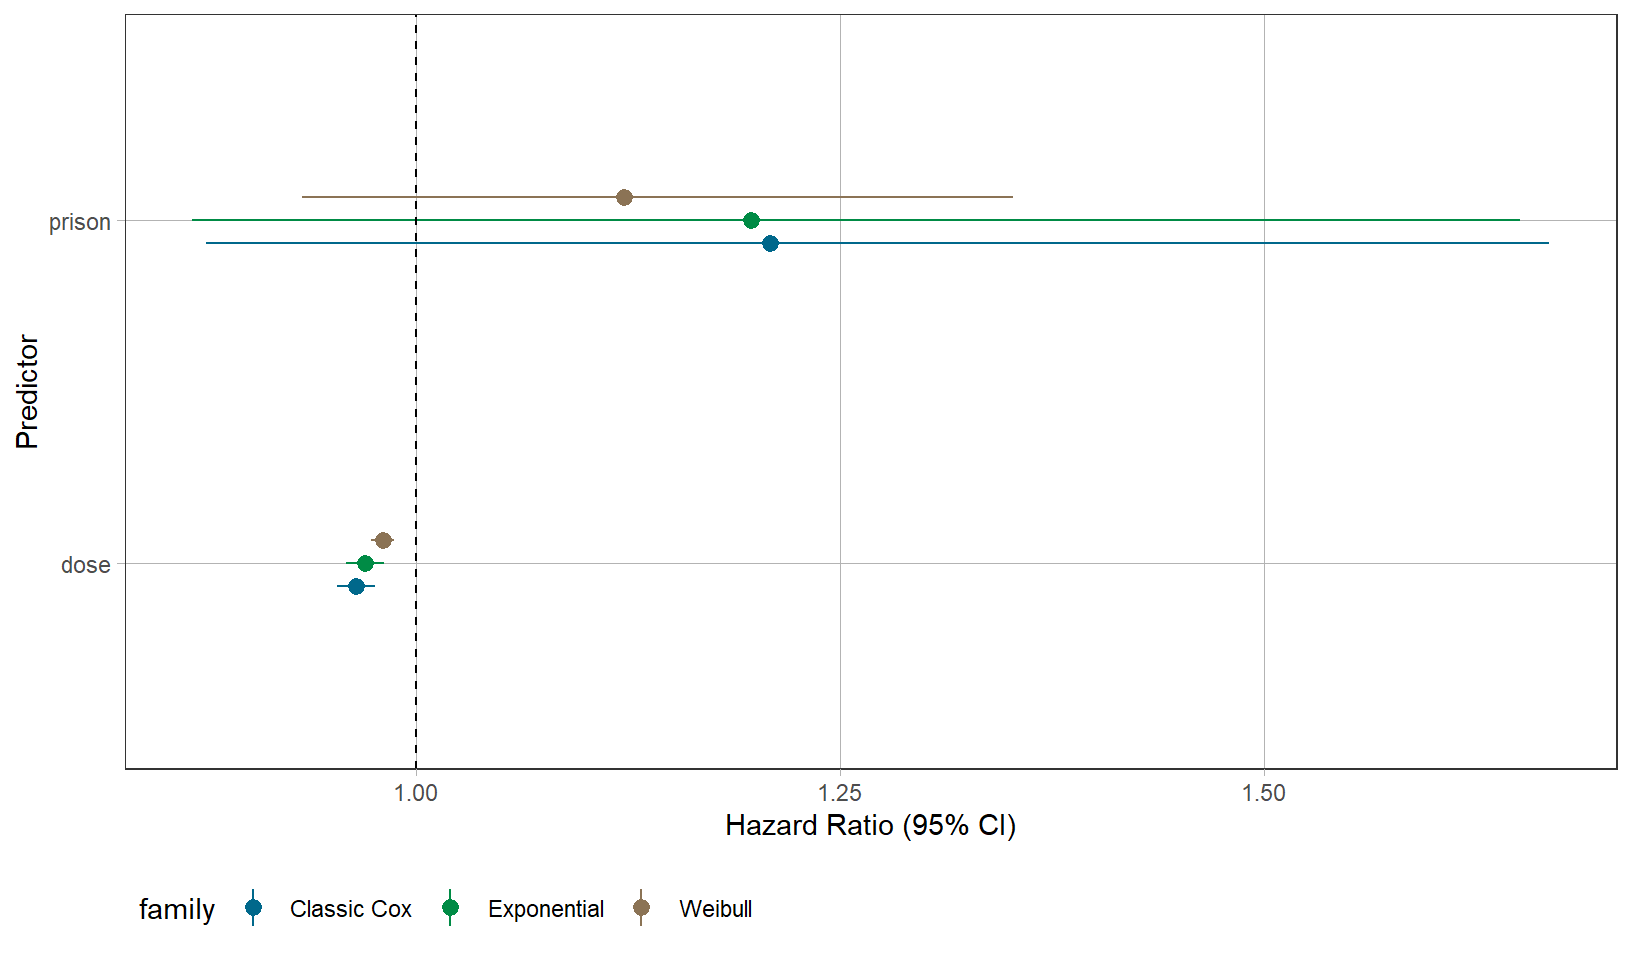 Predictor
prison
dose
1.00 1.25 1.50
Hazard Ratio (95% CI)
family Classic Cox Exponential Weibull